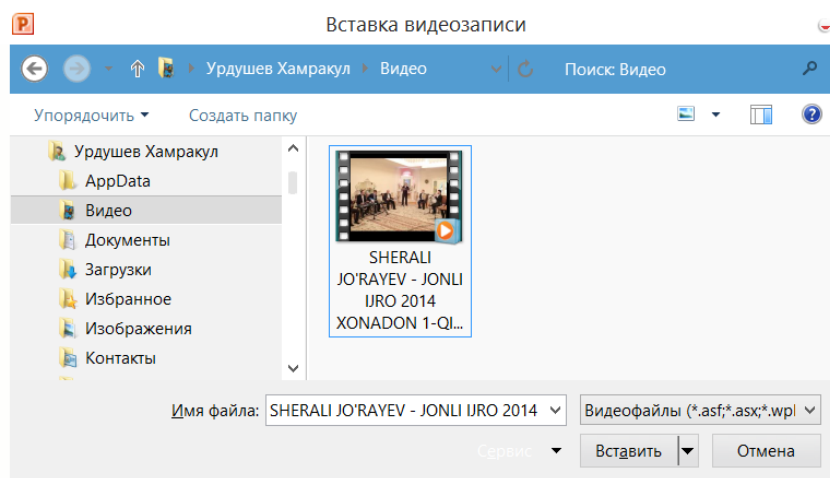 Вставка видеозаписи
Урдушев Хамракул Видео
Поиск: Видео
Упорядочить
Создать папку
Урдушев Хамракул
AppData
Видео
Документы
Загрузки
Избранное
Изображения
Контакты
SHERALI
JO'RAYEV - JONLI
IJRO 2014
XONADON 1-QI...
Имя файла: SHERALI JO'RAYEV - JONLI IJRO 2014
Видеофайлы (*.asf;*.asx;*.wpl
Сервис Вставить Отмена